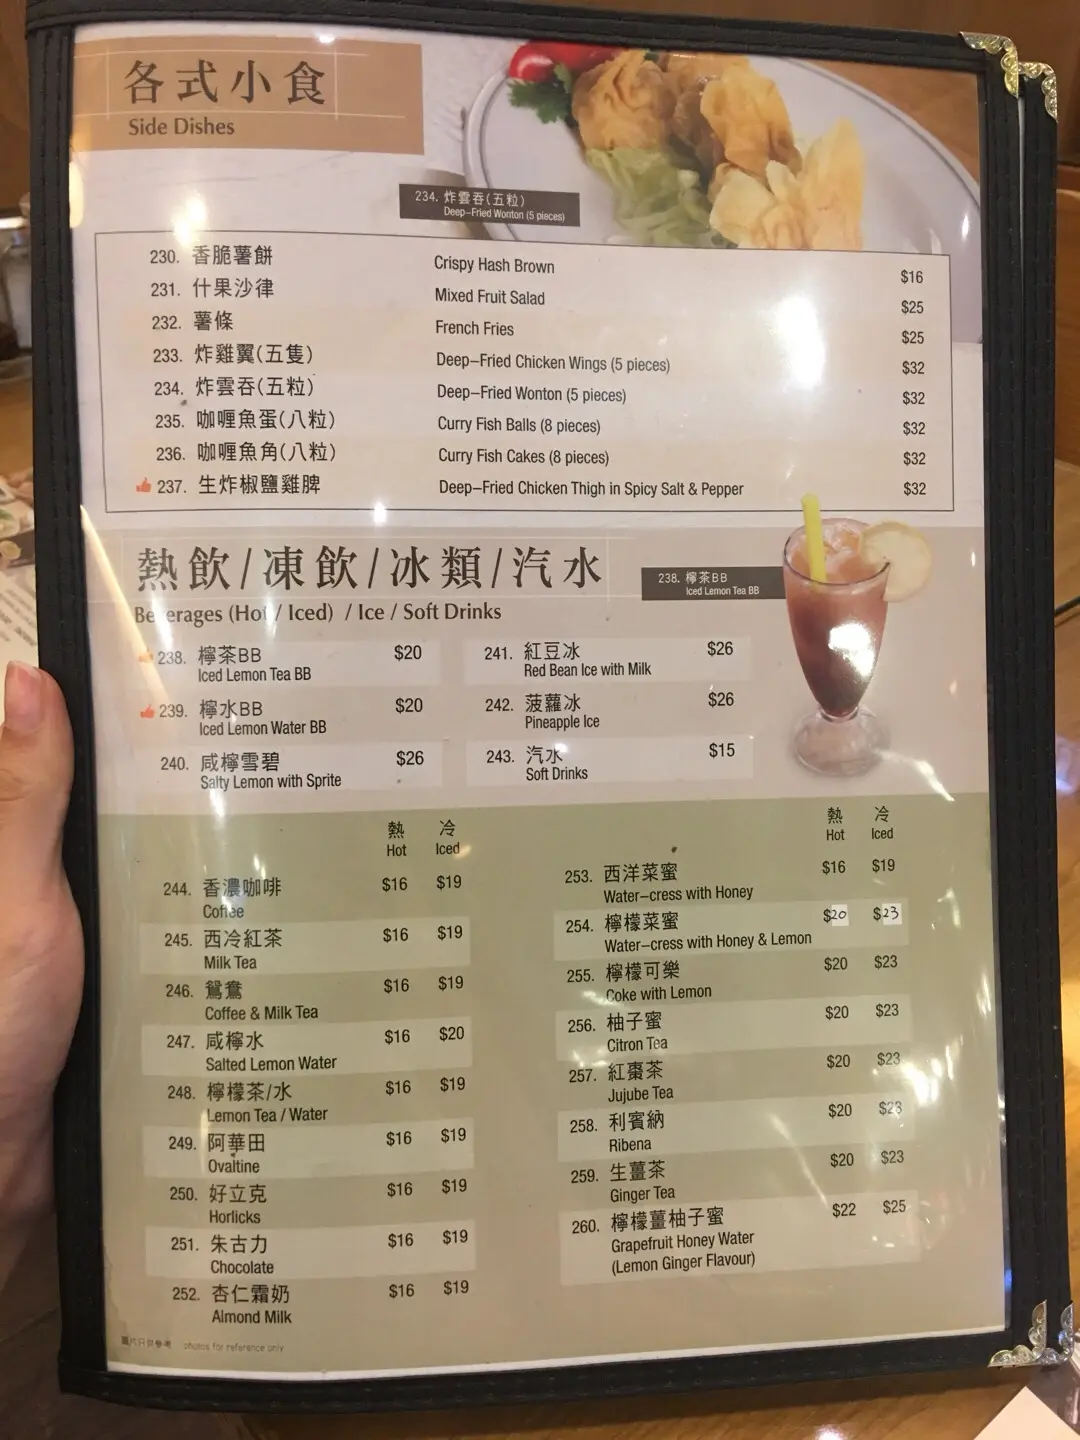 各式小食
Side Dishes
234. 炸雲吞(五粒)
Deep-Fried Wonton (5 pieces)
230. 香脆薯餅 Crispy Hash Brown $16
231. 什果沙律 Mixed Fruit Salad $25
232. 薯條 French Fries $25
233. 炸雞翼(五隻) Deep-Fried Chicken Wings (5 pieces) $32
234. 炸雲吞(五粒) Deep-Fried Wonton (5 pieces) $32
235. 咖喱魚蛋(八粒) Curry Fish Balls (8 pieces) $32
236. 咖喱魚角(八粒) Curry Fish Cakes (8 pieces) $32
237. 生炸椒鹽雞脾 Deep-Fried Chicken Thigh in Spicy Salt & Pepper $32
熱飲/凍飲/冰類/汽水
Beverages (Hot / Iced) / Ice / Soft Drinks
238. 檸茶BB
Iced Lemon Tea BB
238. 檸茶BB $20
Iced Lemon Tea BB
239. 檸水BB $20
Iced Lemon Water BB
240. 咸檸雪碧 $26
Salty Lemon with Sprite
241. 紅豆冰 $26
Red Bean Ice with Milk
242. 菠蘿冰 $26
Pineapple Ice
243. 汽水 $15
Soft Drinks
熱 冷
Hot Iced
244. 香濃咖啡 $16 $19
Coffee
245. 西冷紅茶 $16 $19
Milk Tea
246. 鴛鴦 $16 $19
Coffee & Milk Tea
247. 咸檸水 $16 $20
Salted Lemon Water
248. 檸檬茶/水 $16 $19
Lemon Tea / Water
249. 阿華田 $16 $19
Ovaltine
250. 好立克 $16 $19
Horlicks
251. 朱古力 $16 $19
Chocolate
252. 杏仁霜奶 $16 $19
Almond Milk
熱 冷
Hot Iced
253. 西洋菜蜜 $16 $19
Water-cress with Honey
254. 檸檬菜蜜 $20 $23
Water-cress with Honey & Lemon
255. 檸檬可樂 $20 $23
Coke with Lemon
256. 柚子蜜 $20 $23
Citron Tea
257. 紅棗茶 $20 $23
Jujube Tea
258. 利賓納 $20 $23
Ribena
259. 生薑茶 $20 $23
Ginger Tea
260. 檸檬薑柚子蜜 $22 $25
Grapefruit Honey Water
(Lemon Ginger Flavour)
圖片只供參考 photos for reference only